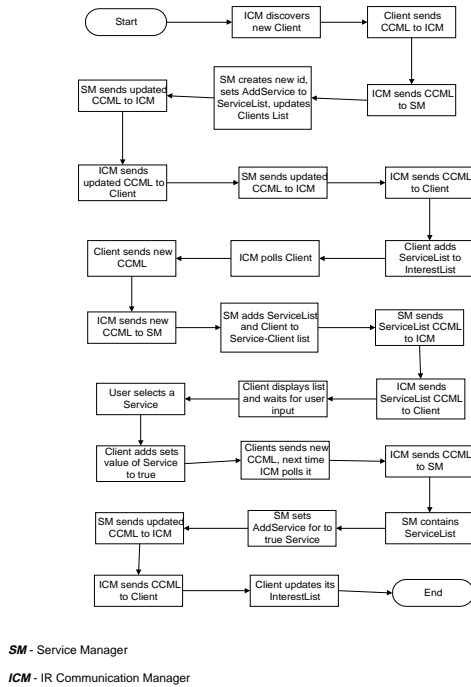 Start
ICM discovers
new Client
Client sends
CCML to ICM
ICM sends CCML
to SM
SM creates new id,
sets AddService to
ServiceList, updates
Clients List
SM sends updated
CCML to ICM
ICM sends
updated CCML to
Client
SM sends updated
CCML to ICM
ICM sends CCML
to Client
Client adds
ServiceList to
InterestList
ICM polls Client
Client sends new
CCML
ICM sends new
CCML to SM
SM adds ServiceList
and Client to
Service-Client list
SM sends
ServiceList CCML
to ICM
ICM sends
ServiceList CCML
to Client
Client displays list
and waits for user
input
User selects a
Service
Client adds sets
value of Service
to true
Clients sends new
CCML, next time
ICM polls it
ICM sends CCML
to SM
SM contains
ServiceList
SM sets
AddService for to
true Service
SM sends updated
CCML to ICM
ICM sends CCML
to Client
Client updates its
InterestList
End
SM - Service Manager
ICM - IR Communication Manager